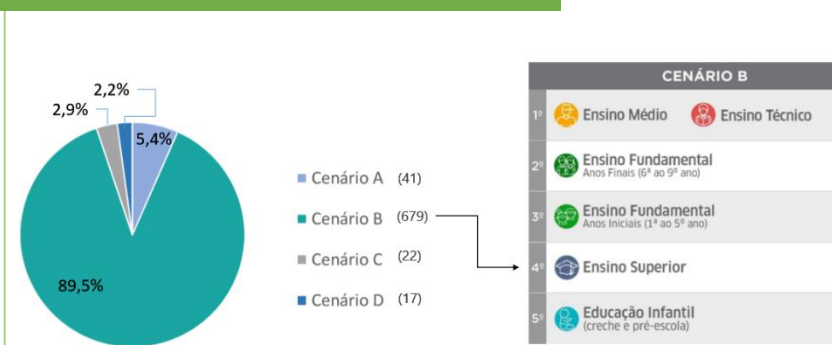 2,2%
2,9%
5,4%
89,5%
Cenário A (41)
Cenário B (679)
Cenário C (22)
Cenário D (17)
CENÁRIO B
1º Ensino Médio Ensino Técnico
2º Ensino Fundamental
Anos Finais (6ª ao 9º ano)
3º Ensino Fundamental
Anos Iniciais (1ª ao 5º ano)
4º Ensino Superior
5º Educação Infantil
(creche e pré-escola)